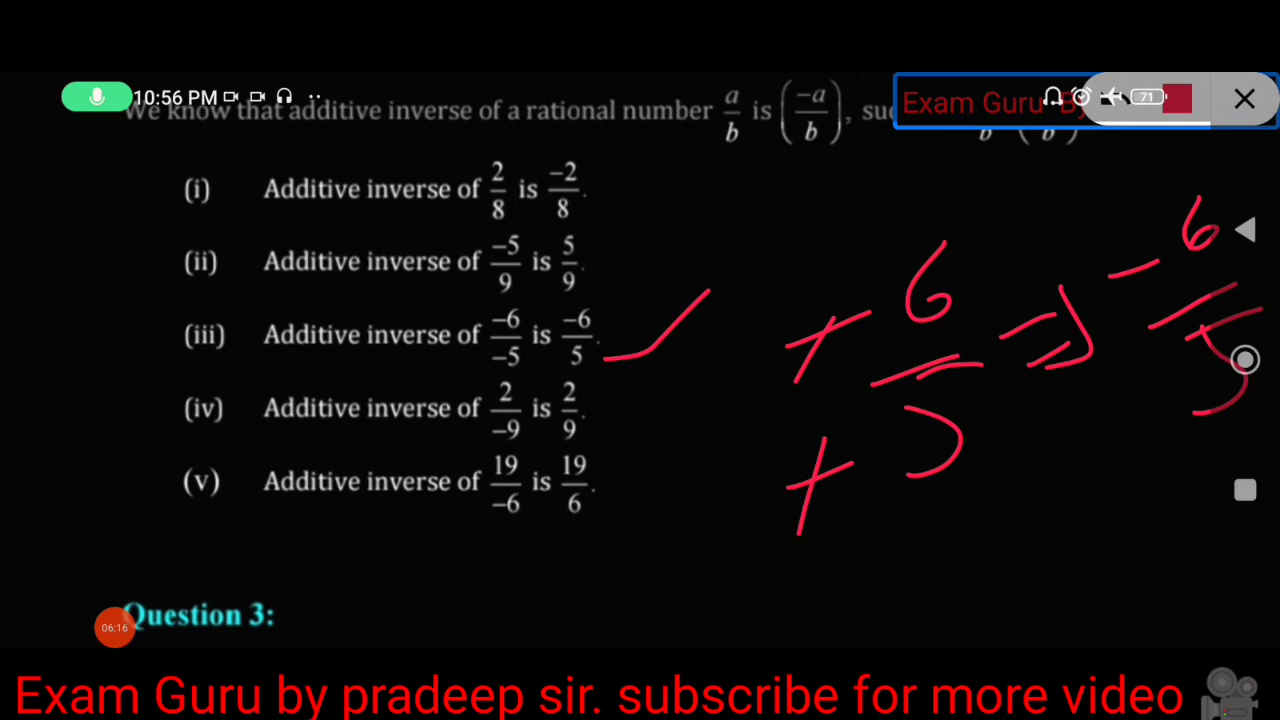 10:56 PM
71
Exam Guru
We know that additive inverse of a rational number a/b is (-a/b),
(i) Additive inverse of 2/8 is -2/8.
(ii) Additive inverse of -5/9 is 5/9.
(iii) Additive inverse of -6/-5 is -6/5.
(iv) Additive inverse of 2/-9 is 2/9.
(v) Additive inverse of 19/-6 is 19/6.
+6/+5 ⇒ -6/5
Question 3:
06:16
Exam Guru by pradeep sir. subscribe for more video